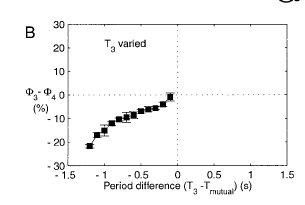 B
T3 varied
30
20
10
Φ3-Φ4 0
(%)
- 10
- 20
- 30
- 1.5 - 1 - 0.5 0 0.5 1 1.5
Period difference (T3 -Tmutual) (s)